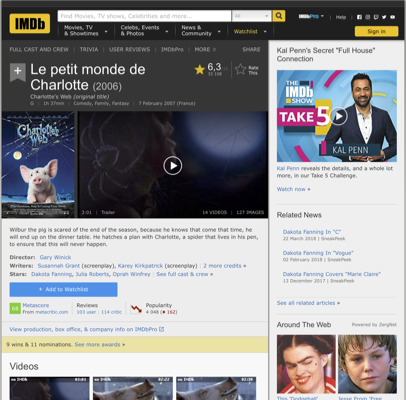 IMDb
Find Movies, TV shows, Celebrities and more...
All
Movies, TV & Showtimes
Celebs, Events & Photos
News & Community
Watchlist
IMDbPro
Help
Sign in
FULL CAST AND CREW | TRIVIA | USER REVIEWS | IMDbPro | MORE
SHARE
Le petit monde de Charlotte (2006)
Charlotte's Web (original title)
G | 1h 37min | Comedy, Family, Fantasy | 7 February 2007 (France)
6,3
Rate This
Charlotte's Web
2:01 | Trailer
14 VIDEOS | 127 IMAGES
Wilbur the pig is scared of the end of the season, because he knows that come that time, he
will end up on the dinner table. He hatches a plan with Charlotte, a spider that lives in his pen,
to ensure that this will never happen.
Director: Gary Winick
Writers: Susannah Grant (screenplay), Karey Kirkpatrick (screenplay) | 2 more credits »
Stars: Dakota Fanning, Julia Roberts, Oprah Winfrey | See full cast & crew »
+ Add to Watchlist
68 Metascore
From metacritic.com
Reviews
103 user | 114 critic
Popularity
4 048 (162)
View production, box office, & company info on IMDbPro
9 wins & 11 nominations. See more awards »
Videos
Kal Penn's Secret "Full House"
Connection
THE IMDb SHOW
TAKE 5
KAL PENN
Kal Penn reveals the details, and a whole lot
more, in our Take 5 Challenge.
Watch now »
Related News
Dakota Fanning In "C"
22 March 2018 | SneakPeek
Dakota Fanning In "Vogue"
02 February 2018 | SneakPeek
Dakota Fanning Covers "Marie Claire"
13 December 2017 | SneakPeek
See all related articles »
Around The Web
Powered by ZergNet
This 'Dodgeball'
Jesse From 'Free